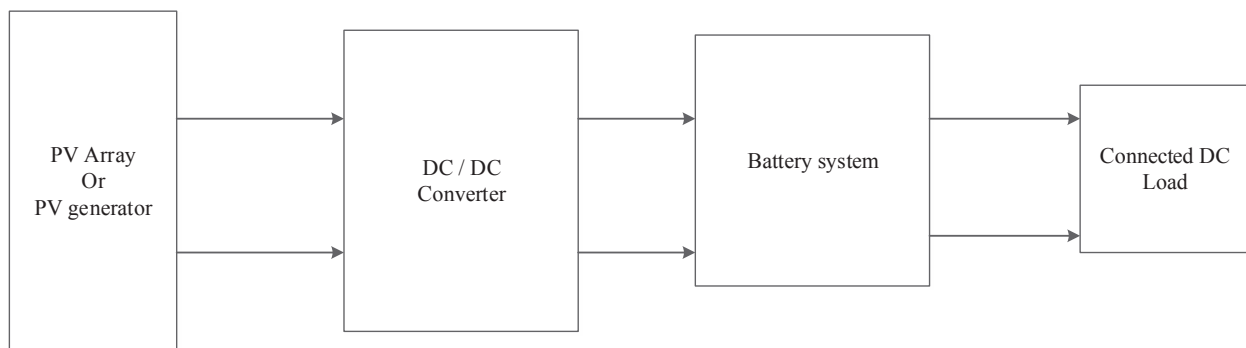 PV Array
Or
PV generator
DC / DC
Converter
Battery system
Connected DC
Load